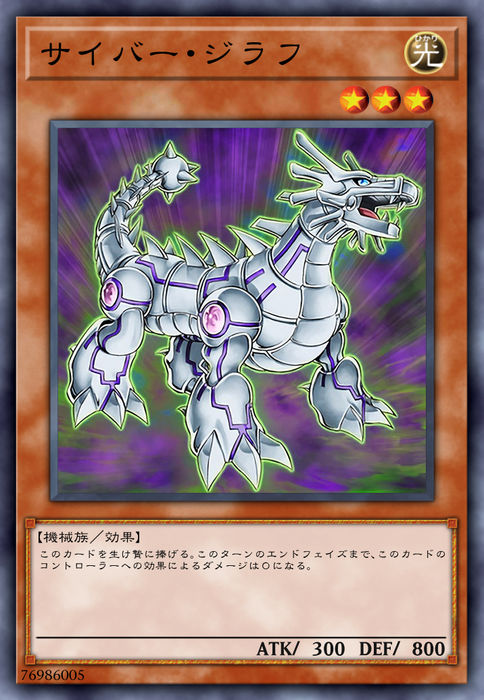 サイバー・ジラフ
ひかり
光
【機械族／効果】
このカードを生け贄に捧げる。このターンのエンドフェイズまで、このカードの
コントローラーへの効果によるダメージは０になる。
ATK/ 300 DEF/ 800
76986005